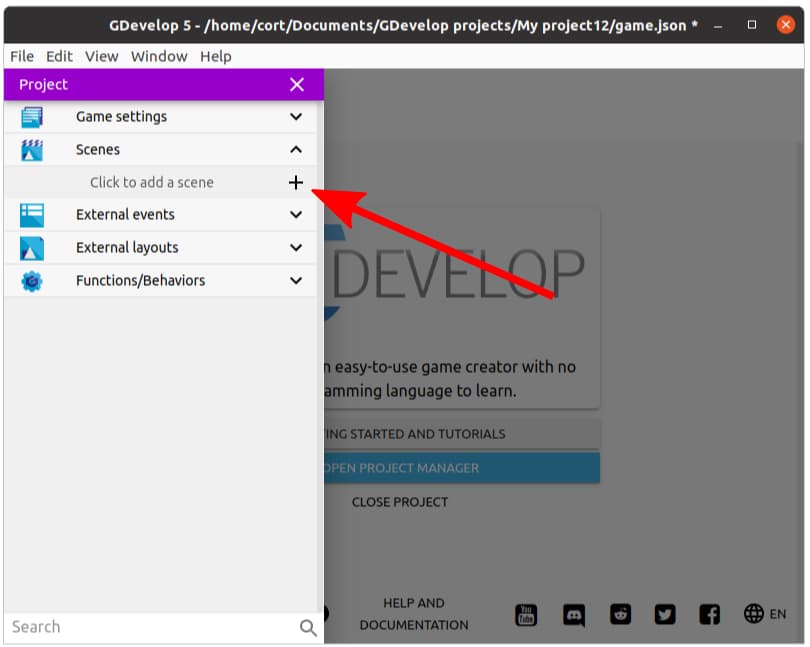 GDevelop 5 - /home/cort/Documents/GDevelop projects/My project12/game.json *
File Edit View Window Help
Project
Game settings
Scenes
Click to add a scene
External events
External layouts
Functions/Behaviors
DEVELOP
easy-to-use game creator with no
language to learn.
STARTED AND TUTORIALS
OPEN PROJECT MANAGER
CLOSE PROJECT
HELP AND
DOCUMENTATION
You
Tube
EN
Search